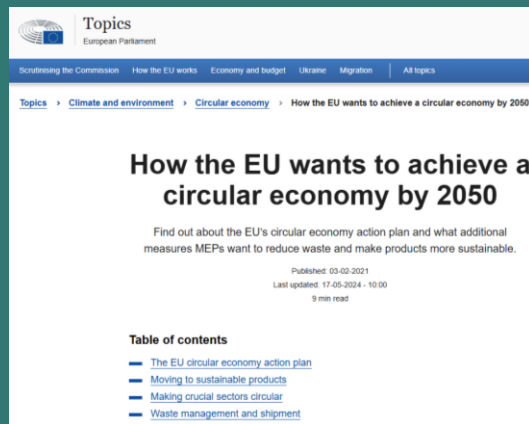 Topics
European Parliament
Scrutinising the Commission How the EU works Economy and budget Ukraine Migration All topics
Topics › Climate and environment › Circular economy › How the EU wants to achieve a circular economy by 2050
How the EU wants to achieve a
circular economy by 2050
Find out about the EU's circular economy action plan and what additional
measures MEPs want to reduce waste and make products more sustainable.
Published: 03-02-2021
Last updated: 17-05-2024 - 10:00
9 min read
Table of contents
The EU circular economy action plan
Moving to sustainable products
Making crucial sectors circular
Waste management and shipment